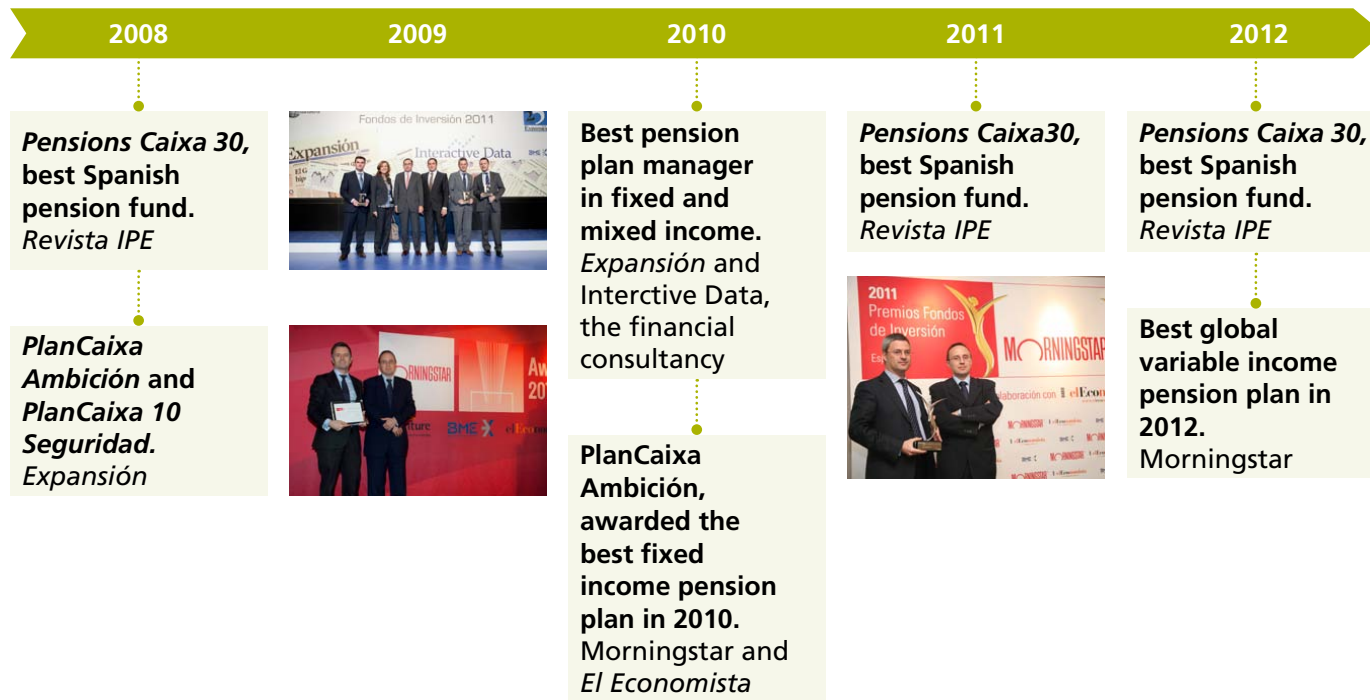 2008
2009
2010
2011
2012
Pensions Caixa 30,
best Spanish
pension fund.
Revista IPE
PlanCaixa
Ambición and
PlanCaixa 10
Seguridad.
Expansión
Fondos de Inversión 2011
Expansión
Interactive Data
MORNINGSTAR
BME X
Best pension
plan manager
in fixed and
mixed income.
Expansión and
Interctive Data,
the financial
consultancy
PlanCaixa
Ambición,
awarded the
best fixed
income pension
plan in 2010.
Morningstar and
El Economista
Pensions Caixa30,
best Spanish
pension fund.
Revista IPE
2011
Premios Fondos
de Inversión
MORNINGSTAR
Pensions Caixa 30,
best Spanish
pension fund.
Revista IPE
Best global
variable income
pension plan in
2012.
Morningstar